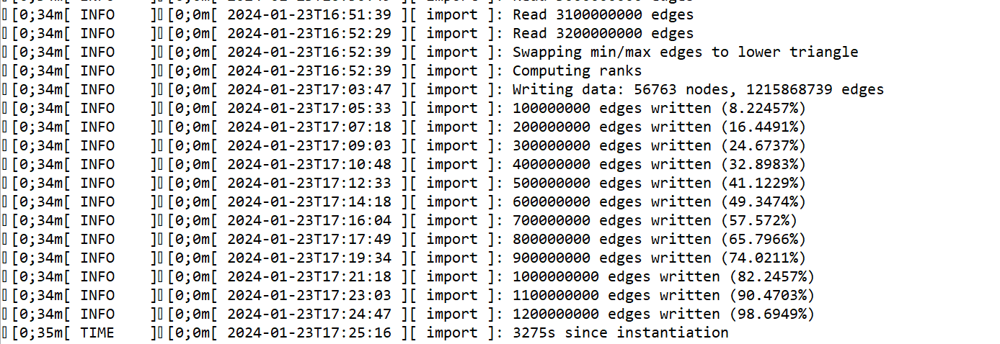 [0;34m[ INFO ][0;0m[ 2024-01-23T16:51:39 ][ import ]: Read 3100000000 edges
[0;34m[ INFO ][0;0m[ 2024-01-23T16:52:29 ][ import ]: Read 3200000000 edges
[0;34m[ INFO ][0;0m[ 2024-01-23T16:52:39 ][ import ]: Swapping min/max edges to lower triangle
[0;34m[ INFO ][0;0m[ 2024-01-23T16:52:39 ][ import ]: Computing ranks
[0;34m[ INFO ][0;0m[ 2024-01-23T17:03:47 ][ import ]: Writing data: 56763 nodes, 1215868739 edges
[0;34m[ INFO ][0;0m[ 2024-01-23T17:05:33 ][ import ]: 100000000 edges written (8.22457%)
[0;34m[ INFO ][0;0m[ 2024-01-23T17:07:18 ][ import ]: 200000000 edges written (16.4491%)
[0;34m[ INFO ][0;0m[ 2024-01-23T17:09:03 ][ import ]: 300000000 edges written (24.6737%)
[0;34m[ INFO ][0;0m[ 2024-01-23T17:10:48 ][ import ]: 400000000 edges written (32.8983%)
[0;34m[ INFO ][0;0m[ 2024-01-23T17:12:33 ][ import ]: 500000000 edges written (41.1229%)
[0;34m[ INFO ][0;0m[ 2024-01-23T17:14:18 ][ import ]: 600000000 edges written (49.3474%)
[0;34m[ INFO ][0;0m[ 2024-01-23T17:16:04 ][ import ]: 700000000 edges written (57.572%)
[0;34m[ INFO ][0;0m[ 2024-01-23T17:17:49 ][ import ]: 800000000 edges written (65.7966%)
[0;34m[ INFO ][0;0m[ 2024-01-23T17:19:34 ][ import ]: 900000000 edges written (74.0211%)
[0;34m[ INFO ][0;0m[ 2024-01-23T17:21:18 ][ import ]: 1000000000 edges written (82.2457%)
[0;34m[ INFO ][0;0m[ 2024-01-23T17:23:03 ][ import ]: 1100000000 edges written (90.4703%)
[0;34m[ INFO ][0;0m[ 2024-01-23T17:24:47 ][ import ]: 1200000000 edges written (98.6949%)
[0;35m[ TIME ][0;0m[ 2024-01-23T17:25:16 ][ import ]: 3275s since instantiation